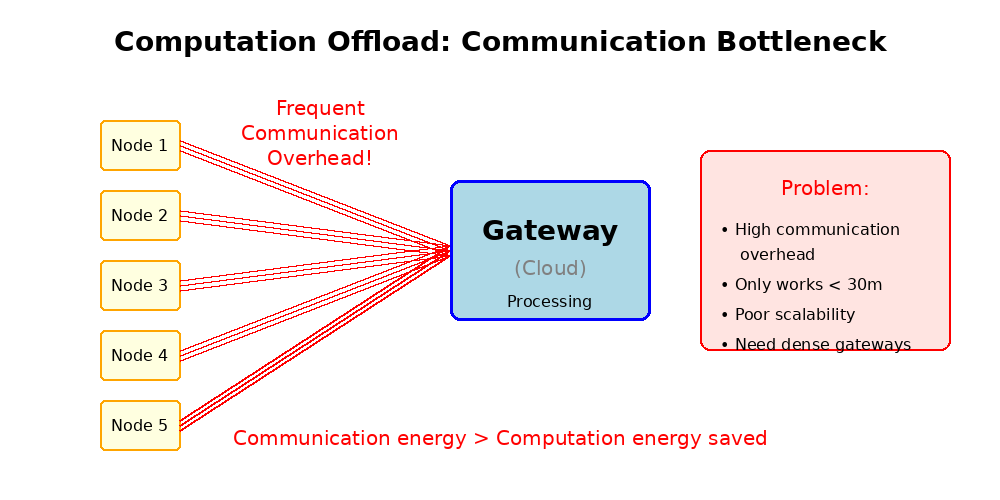 Computation Offload: Communication Bottleneck
Frequent
Communication
Overhead!
Node 1
Node 2
Node 3
Node 4
Node 5
Gateway
(Cloud)
Processing
Problem:
• High communication
overhead
• Only works < 30m
• Poor scalability
• Need dense gateways
Communication energy > Computation energy saved